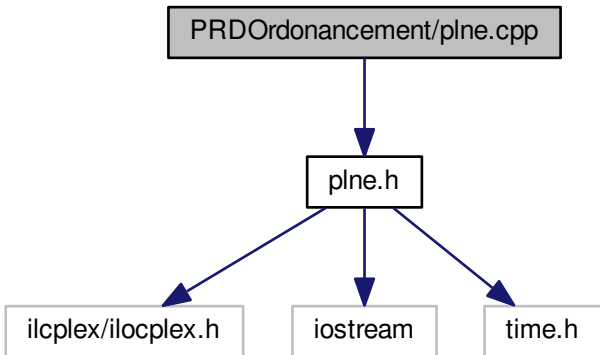 PRDOrdonancement/plne.cpp
plne.h
ilcplex/ilocplex.h
iostream
time.h